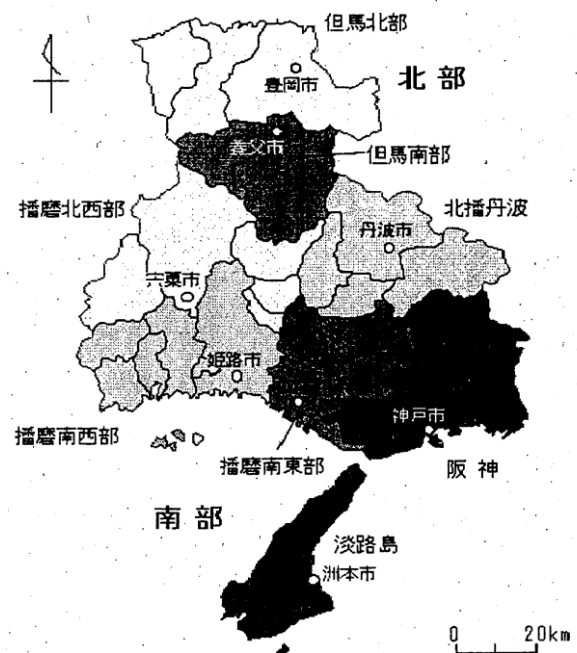 但馬北部
豊岡市
北部
養父市
但馬南部
播磨北西部
北播丹波
丹波市
宍粟市
姫路市
神戸市
播磨南西部
播磨南東部
阪神
南部
淡路島
洲本市
0 20km